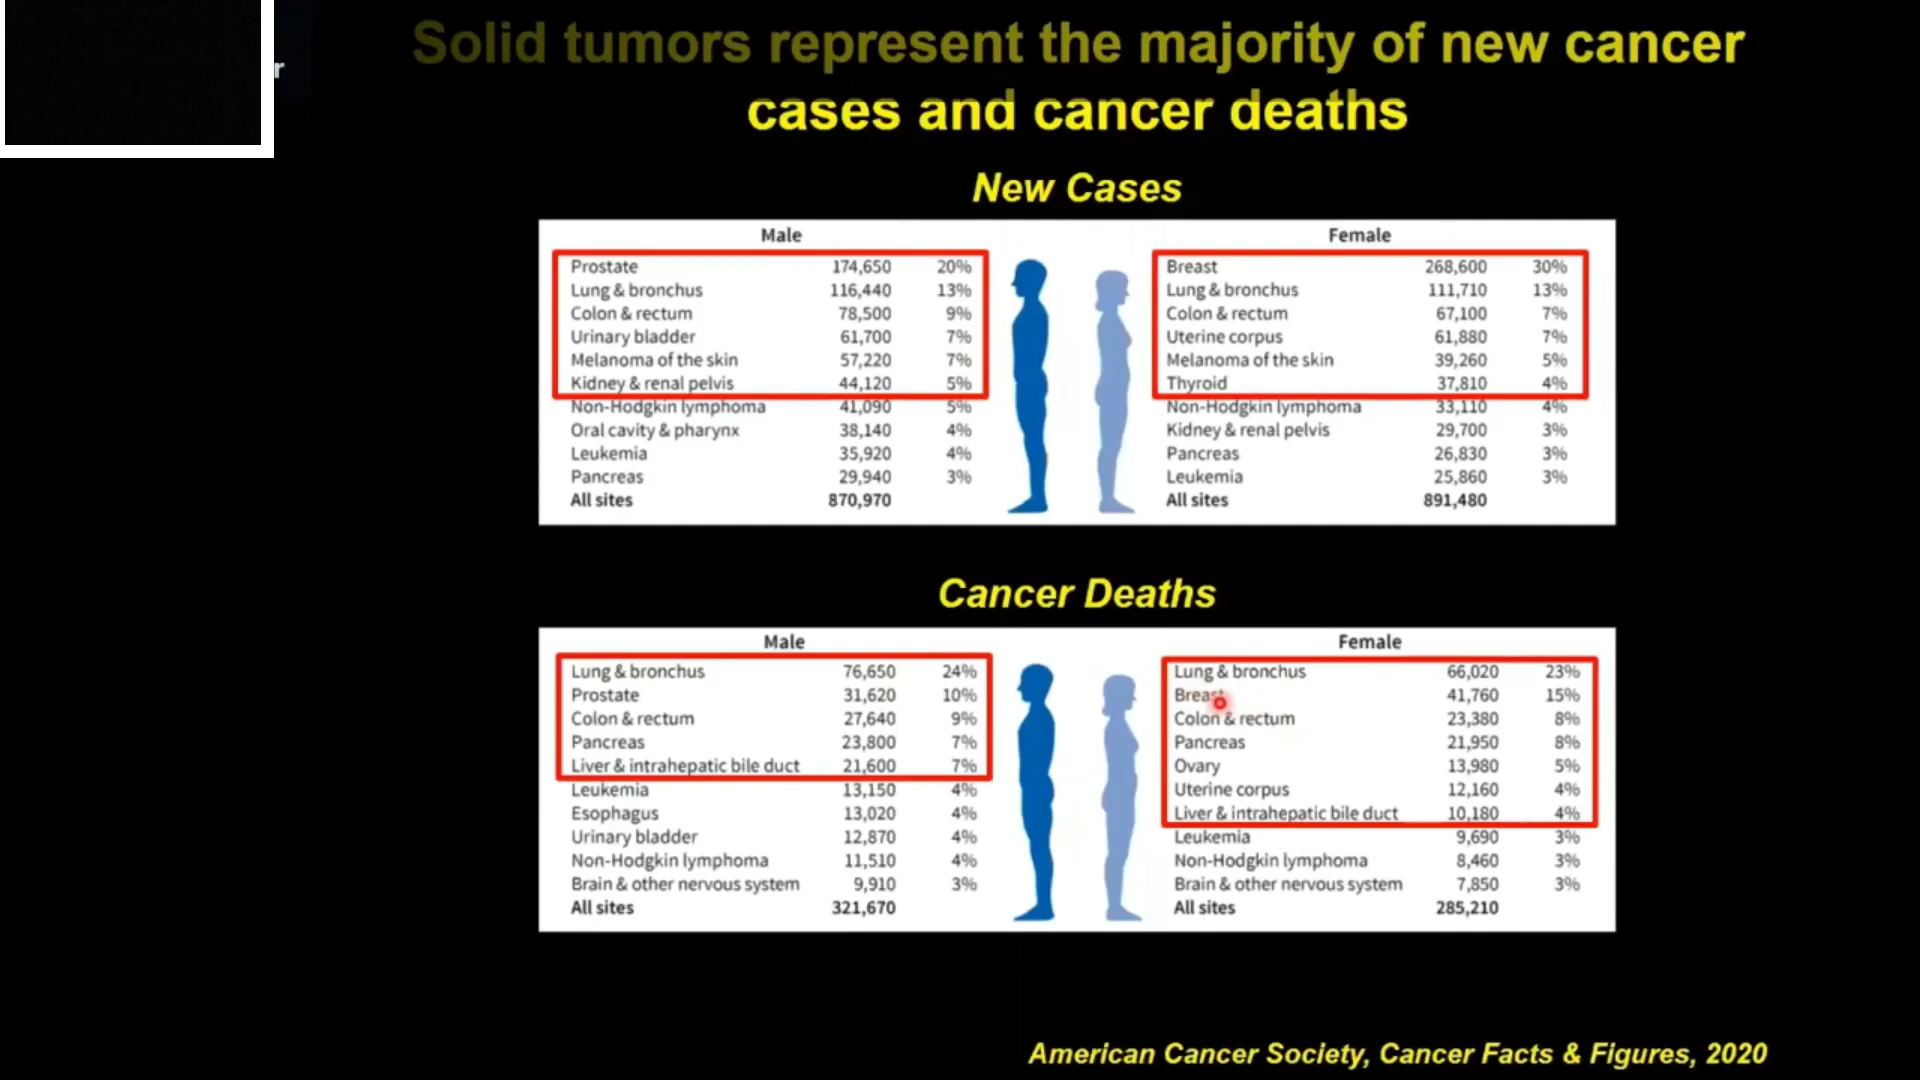 r
Solid tumors represent the majority of new cancer
cases and cancer deaths
New Cases
Male
Prostate 174,650 20%
Lung & bronchus 116,440 13%
Colon & rectum 78,500 9%
Urinary bladder 61,700 7%
Melanoma of the skin 57,220 7%
Kidney & renal pelvis 44,120 5%
Non-Hodgkin lymphoma 41,090 5%
Oral cavity & pharynx 38,140 4%
Leukemia 35,920 4%
Pancreas 29,940 3%
All sites 870,970
Female
Breast 268,600 30%
Lung & bronchus 111,710 13%
Colon & rectum 67,100 7%
Uterine corpus 61,880 7%
Melanoma of the skin 39,260 5%
Thyroid 37,810 4%
Non-Hodgkin lymphoma 33,110 4%
Kidney & renal pelvis 29,700 3%
Pancreas 26,830 3%
Leukemia 25,860 3%
All sites 891,480
Cancer Deaths
Male
Lung & bronchus 76,650 24%
Prostate 31,620 10%
Colon & rectum 27,640 9%
Pancreas 23,800 7%
Liver & intrahepatic bile duct 21,600 7%
Leukemia 13,150 4%
Esophagus 13,020 4%
Urinary bladder 12,870 4%
Non-Hodgkin lymphoma 11,510 4%
Brain & other nervous system 9,910 3%
All sites 321,670
Female
Lung & bronchus 66,020 23%
Breast 41,760 15%
Colon & rectum 23,380 8%
Pancreas 21,950 8%
Ovary 13,980 5%
Uterine corpus 12,160 4%
Liver & intrahepatic bile duct 10,180 4%
Leukemia 9,690 3%
Non-Hodgkin lymphoma 8,460 3%
Brain & other nervous system 7,850 3%
All sites 285,210
American Cancer Society, Cancer Facts & Figures, 2020